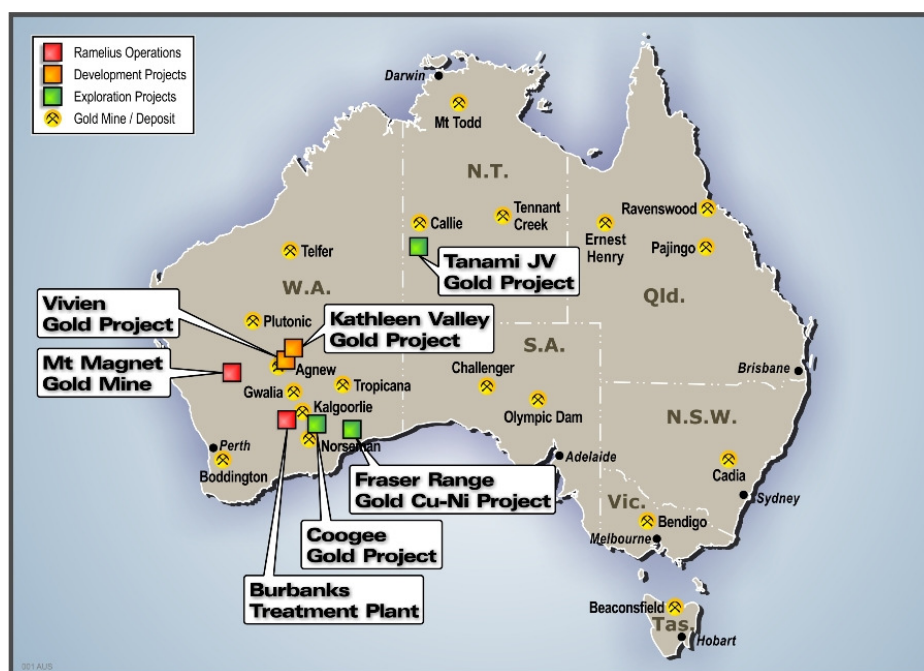 Ramelius Operations
Development Projects
Exploration Projects
Gold Mine / Deposit
Darwin
Mt Todd
N.T.
Tennant
Creek
Callie
Ravenswood
Ernest
Henry
Pajingo
Telfer
Tanami JV
Gold Project
W.A.
Qld.
Vivien
Gold Project
Plutonic
Kathleen Valley
Gold Project
S.A.
Mt Magnet
Gold Mine
Agnew
Tropicana
Challenger
Brisbane
Gwalia
Olympic Dam
Kalgoorlie
N.S.W.
Perth
Norseman
Boddington
Adelaide
Cadia
Fraser Range
Gold Cu-Ni Project
Sydney
Vic.
Bendigo
Coogee
Gold Project
Melbourne
Burbanks
Treatment Plant
Beaconsfield
Tas.
Hobart
301 AUS